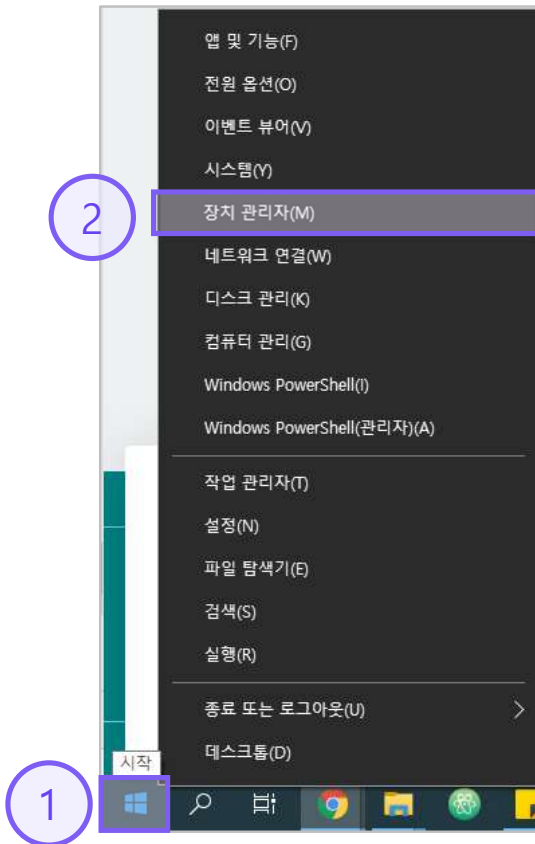 앱 및 기능(F)
전원 옵션(O)
이벤트 뷰어(V)
시스템(Y)
2
장치 관리자(M)
네트워크 연결(W)
디스크 관리(K)
컴퓨터 관리(G)
Windows PowerShell(I)
Windows PowerShell(관리자)(A)
작업 관리자(T)
설정(N)
파일 탐색기(E)
검색(S)
실행(R)
종료 또는 로그아웃(U)
데스크톱(D)
시작
1